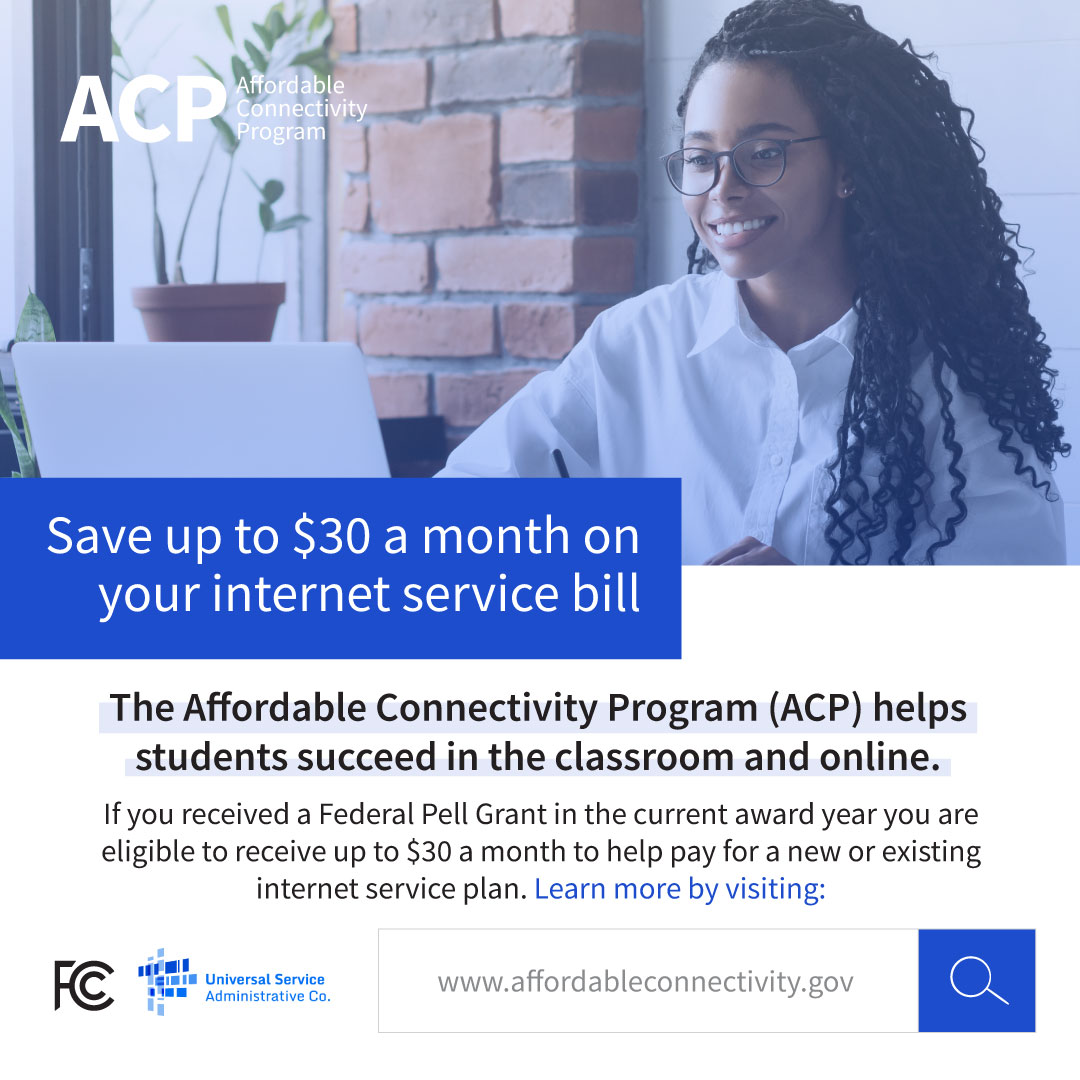 ACP Affordable
Connectivity
Program
Save up to $30 a month on
your internet service bill
The Affordable Connectivity Program (ACP) helps
students succeed in the classroom and online.
If you received a Federal Pell Grant in the current award year you are
eligible to receive up to $30 a month to help pay for a new or existing
internet service plan. Learn more by visiting:
FCC
Universal Service
Administrative Co.
www.affordableconnectivity.gov